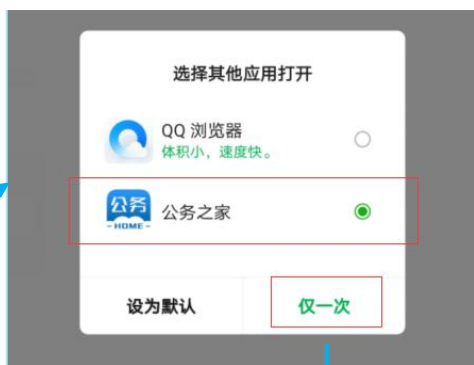 选择其他应用打开
QQ 浏览器
体积小，速度快。
公务
- HOME -
公务之家
设为默认
仅一次